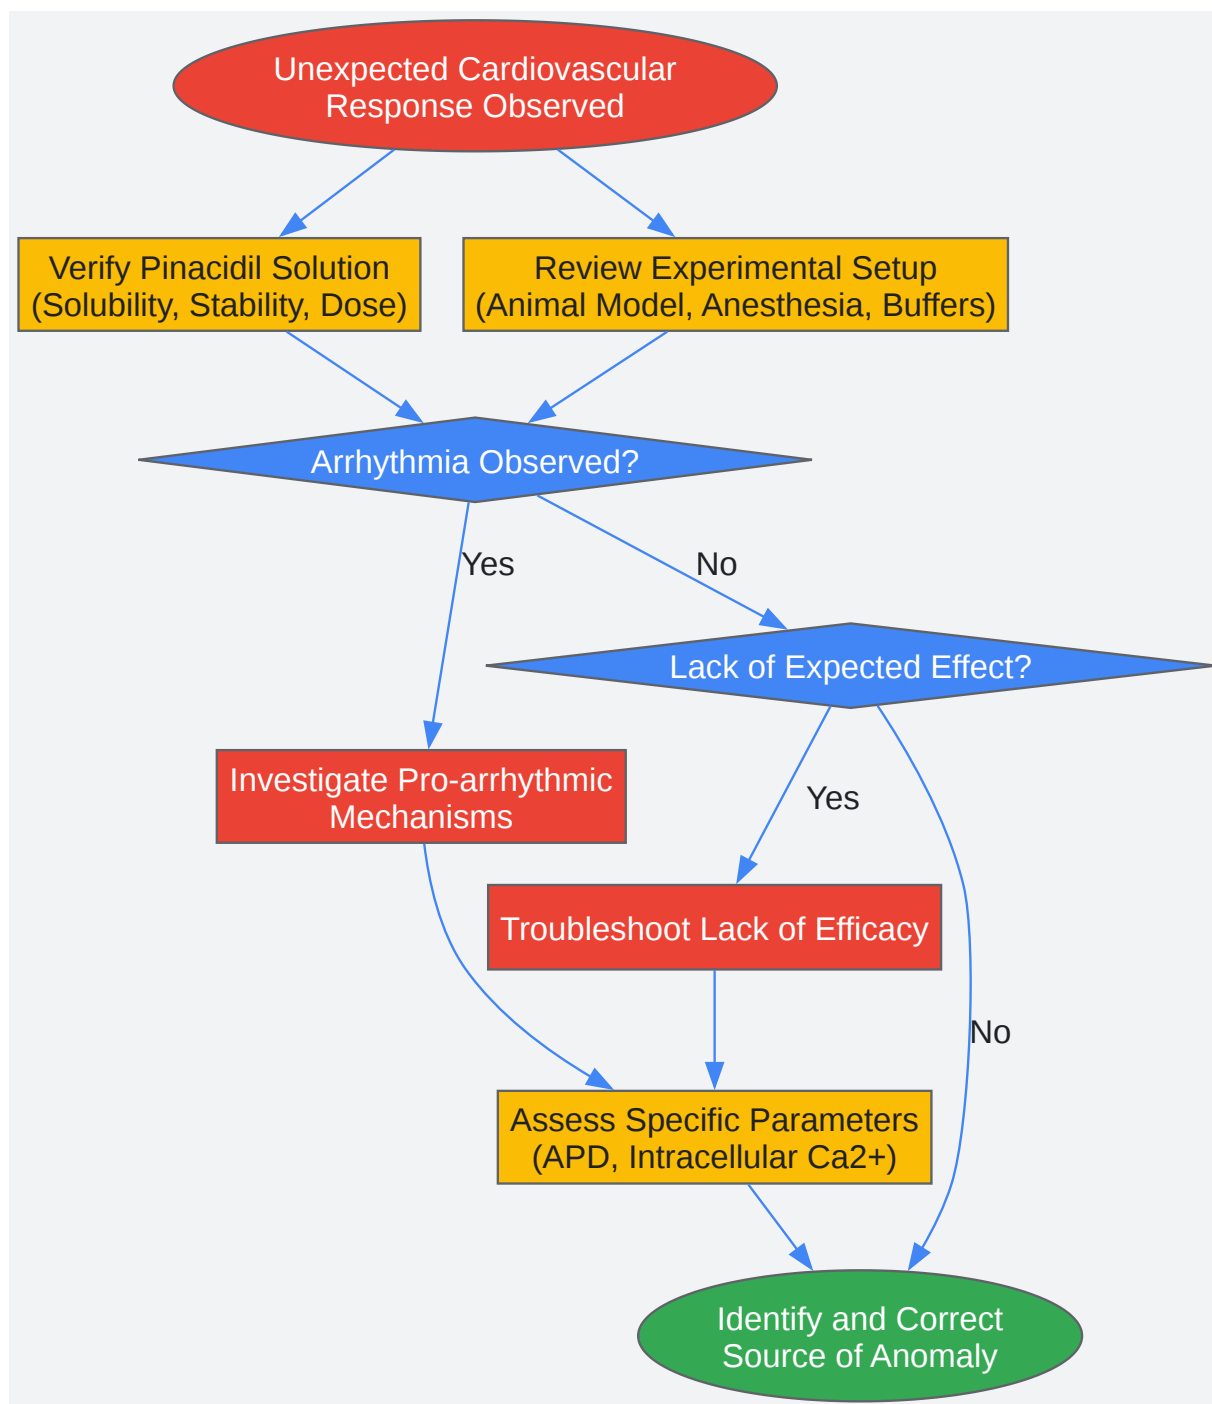 Unexpected Cardiovascular
Response Observed
Verify Pinacidil Solution
(Solubility, Stability, Dose)
Review Experimental Setup
(Animal Model, Anesthesia, Buffers)
Arrhythmia Observed?
Yes
No
Lack of Expected Effect?
Investigate Pro-arrhythmic
Mechanisms
Yes
Troubleshoot Lack of Efficacy
No
Assess Specific Parameters
(APD, Intracellular Ca2+)
Identify and Correct
Source of Anomaly